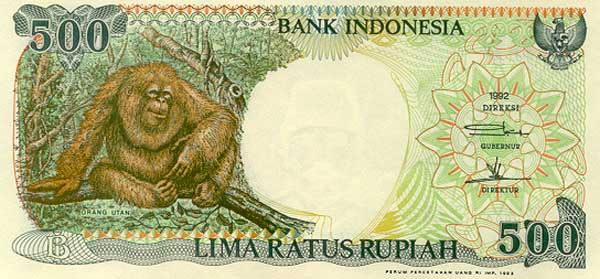 500
BANK INDONESIA
1992
DIREKSI
GUBERNUR
DIREKTUR
ORANG UTAN
LIMA RATUS RUPIAH
500
PERUM PERCETAKAN UANG RI IMP. 1992